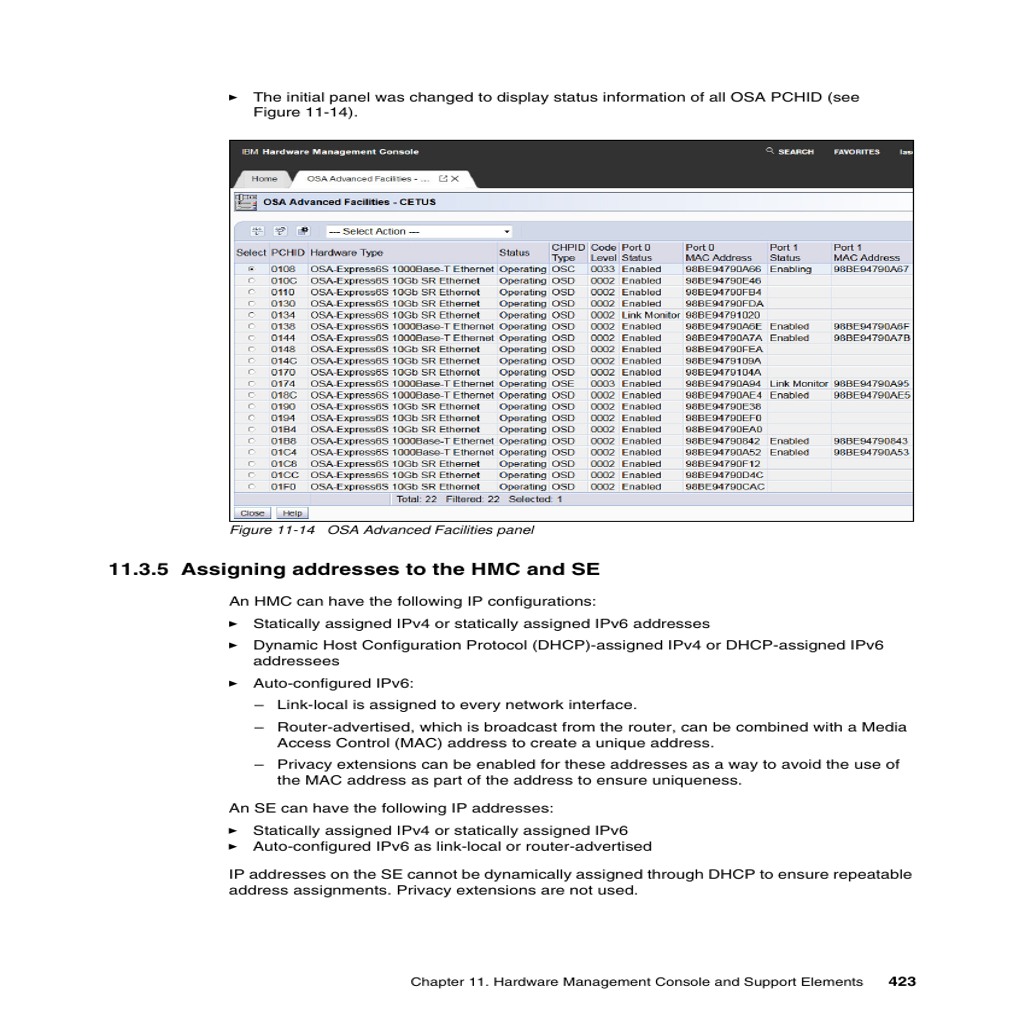 ► The initial panel was changed to display status information of all OSA PCHID (see
Figure 11-14).
IBM Hardware Management Console SEARCH FAVORITES
Home OSA Advanced Facilities - ...
OSA Advanced Facilities - CETUS
--- Select Action ---
Select PCHID Hardware Type Status CHPID Type Code Level Port 0 Status Port 0 MAC Address Port 1 Status Port 1 MAC Address
0108 OSA-Express6S 1000Base-T Ethernet Operating OSC 0033 Enabled 98BE94790A66 Enabling 98BE94790A67
010C OSA-Express6S 10Gb SR Ethernet Operating OSD 0002 Enabled 98BE94790E46
0110 OSA-Express6S 10Gb SR Ethernet Operating OSD 0002 Enabled 98BE94790FB4
0130 OSA-Express6S 10Gb SR Ethernet Operating OSD 0002 Enabled 98BE94790FDA
0134 OSA-Express6S 10Gb SR Ethernet Operating OSD 0002 Link Monitor 98BE94791020
0138 OSA-Express6S 1000Base-T Ethernet Operating OSD 0002 Enabled 98BE94790A6E Enabled 98BE94790A6F
0144 OSA-Express6S 1000Base-T Ethernet Operating OSD 0002 Enabled 98BE94790A7A Enabled 98BE94790A7B
0148 OSA-Express6S 10Gb SR Ethernet Operating OSD 0002 Enabled 98BE94790FEA
014C OSA-Express6S 10Gb SR Ethernet Operating OSD 0002 Enabled 98BE9479109A
0170 OSA-Express6S 10Gb SR Ethernet Operating OSD 0002 Enabled 98BE9479104A
0174 OSA-Express6S 1000Base-T Ethernet Operating OSE 0003 Enabled 98BE94790A94 Link Monitor 98BE94790A95
018C OSA-Express6S 1000Base-T Ethernet Operating OSD 0002 Enabled 98BE94790AE4 Enabled 98BE94790AE5
0190 OSA-Express6S 10Gb SR Ethernet Operating OSD 0002 Enabled 98BE94790E38
0194 OSA-Express6S 10Gb SR Ethernet Operating OSD 0002 Enabled 98BE94790EF0
01B4 OSA-Express6S 10Gb SR Ethernet Operating OSD 0002 Enabled 98BE94790EA0
01B8 OSA-Express6S 1000Base-T Ethernet Operating OSD 0002 Enabled 98BE94790842 Enabled 98BE94790843
01C4 OSA-Express6S 1000Base-T Ethernet Operating OSD 0002 Enabled 98BE94790A52 Enabled 98BE94790A53
01C8 OSA-Express6S 10Gb SR Ethernet Operating OSD 0002 Enabled 98BE94790F12
01CC OSA-Express6S 10Gb SR Ethernet Operating OSD 0002 Enabled 98BE94790D4C
01F0 OSA-Express6S 10Gb SR Ethernet Operating OSD 0002 Enabled 98BE94790CAC
Total: 22 Filtered: 22 Selected: 1
Close Help
Figure 11-14 OSA Advanced Facilities panel
11.3.5 Assigning addresses to the HMC and SE
An HMC can have the following IP configurations:
► Statically assigned IPv4 or statically assigned IPv6 addresses
► Dynamic Host Configuration Protocol (DHCP)-assigned IPv4 or DHCP-assigned IPv6
addressees
► Auto-configured IPv6:
– Link-local is assigned to every network interface.
– Router-advertised, which is broadcast from the router, can be combined with a Media
Access Control (MAC) address to create a unique address.
– Privacy extensions can be enabled for these addresses as a way to avoid the use of
the MAC address as part of the address to ensure uniqueness.
An SE can have the following IP addresses:
► Statically assigned IPv4 or statically assigned IPv6
► Auto-configured IPv6 as link-local or router-advertised
IP addresses on the SE cannot be dynamically assigned through DHCP to ensure repeatable
address assignments. Privacy extensions are not used.
Chapter 11. Hardware Management Console and Support Elements 423